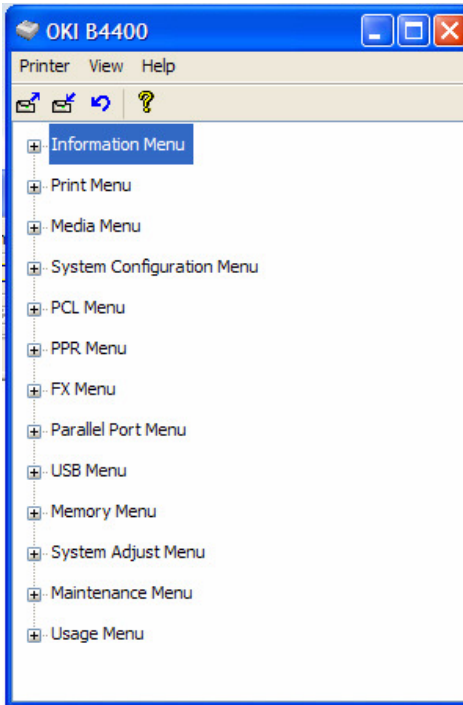 OKI B4400
Printer View Help
Information Menu
Print Menu
Media Menu
System Configuration Menu
PCL Menu
PPR Menu
FX Menu
Parallel Port Menu
USB Menu
Memory Menu
System Adjust Menu
Maintenance Menu
Usage Menu